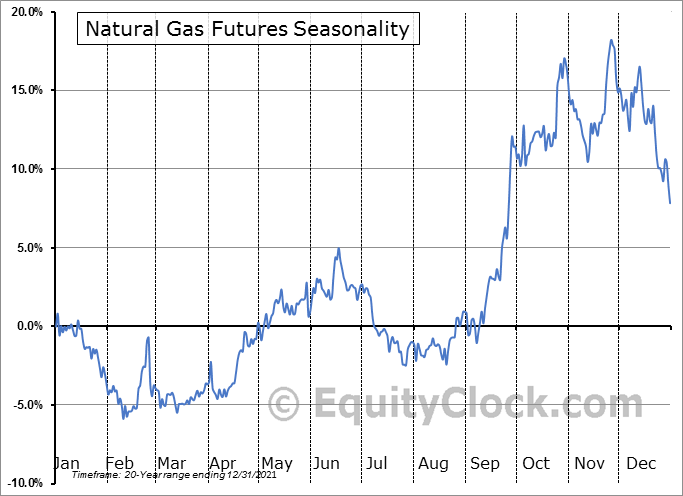 20.0%
Natural Gas Futures Seasonality
15.0%
10.0%
5.0%
0.0%
-5.0%
© EquityClock.com
Jan Feb Mar Apr May Jun Jul Aug Sep Oct Nov Dec
Timeframe: 20-Year range ending 12/31/2021
-10.0%